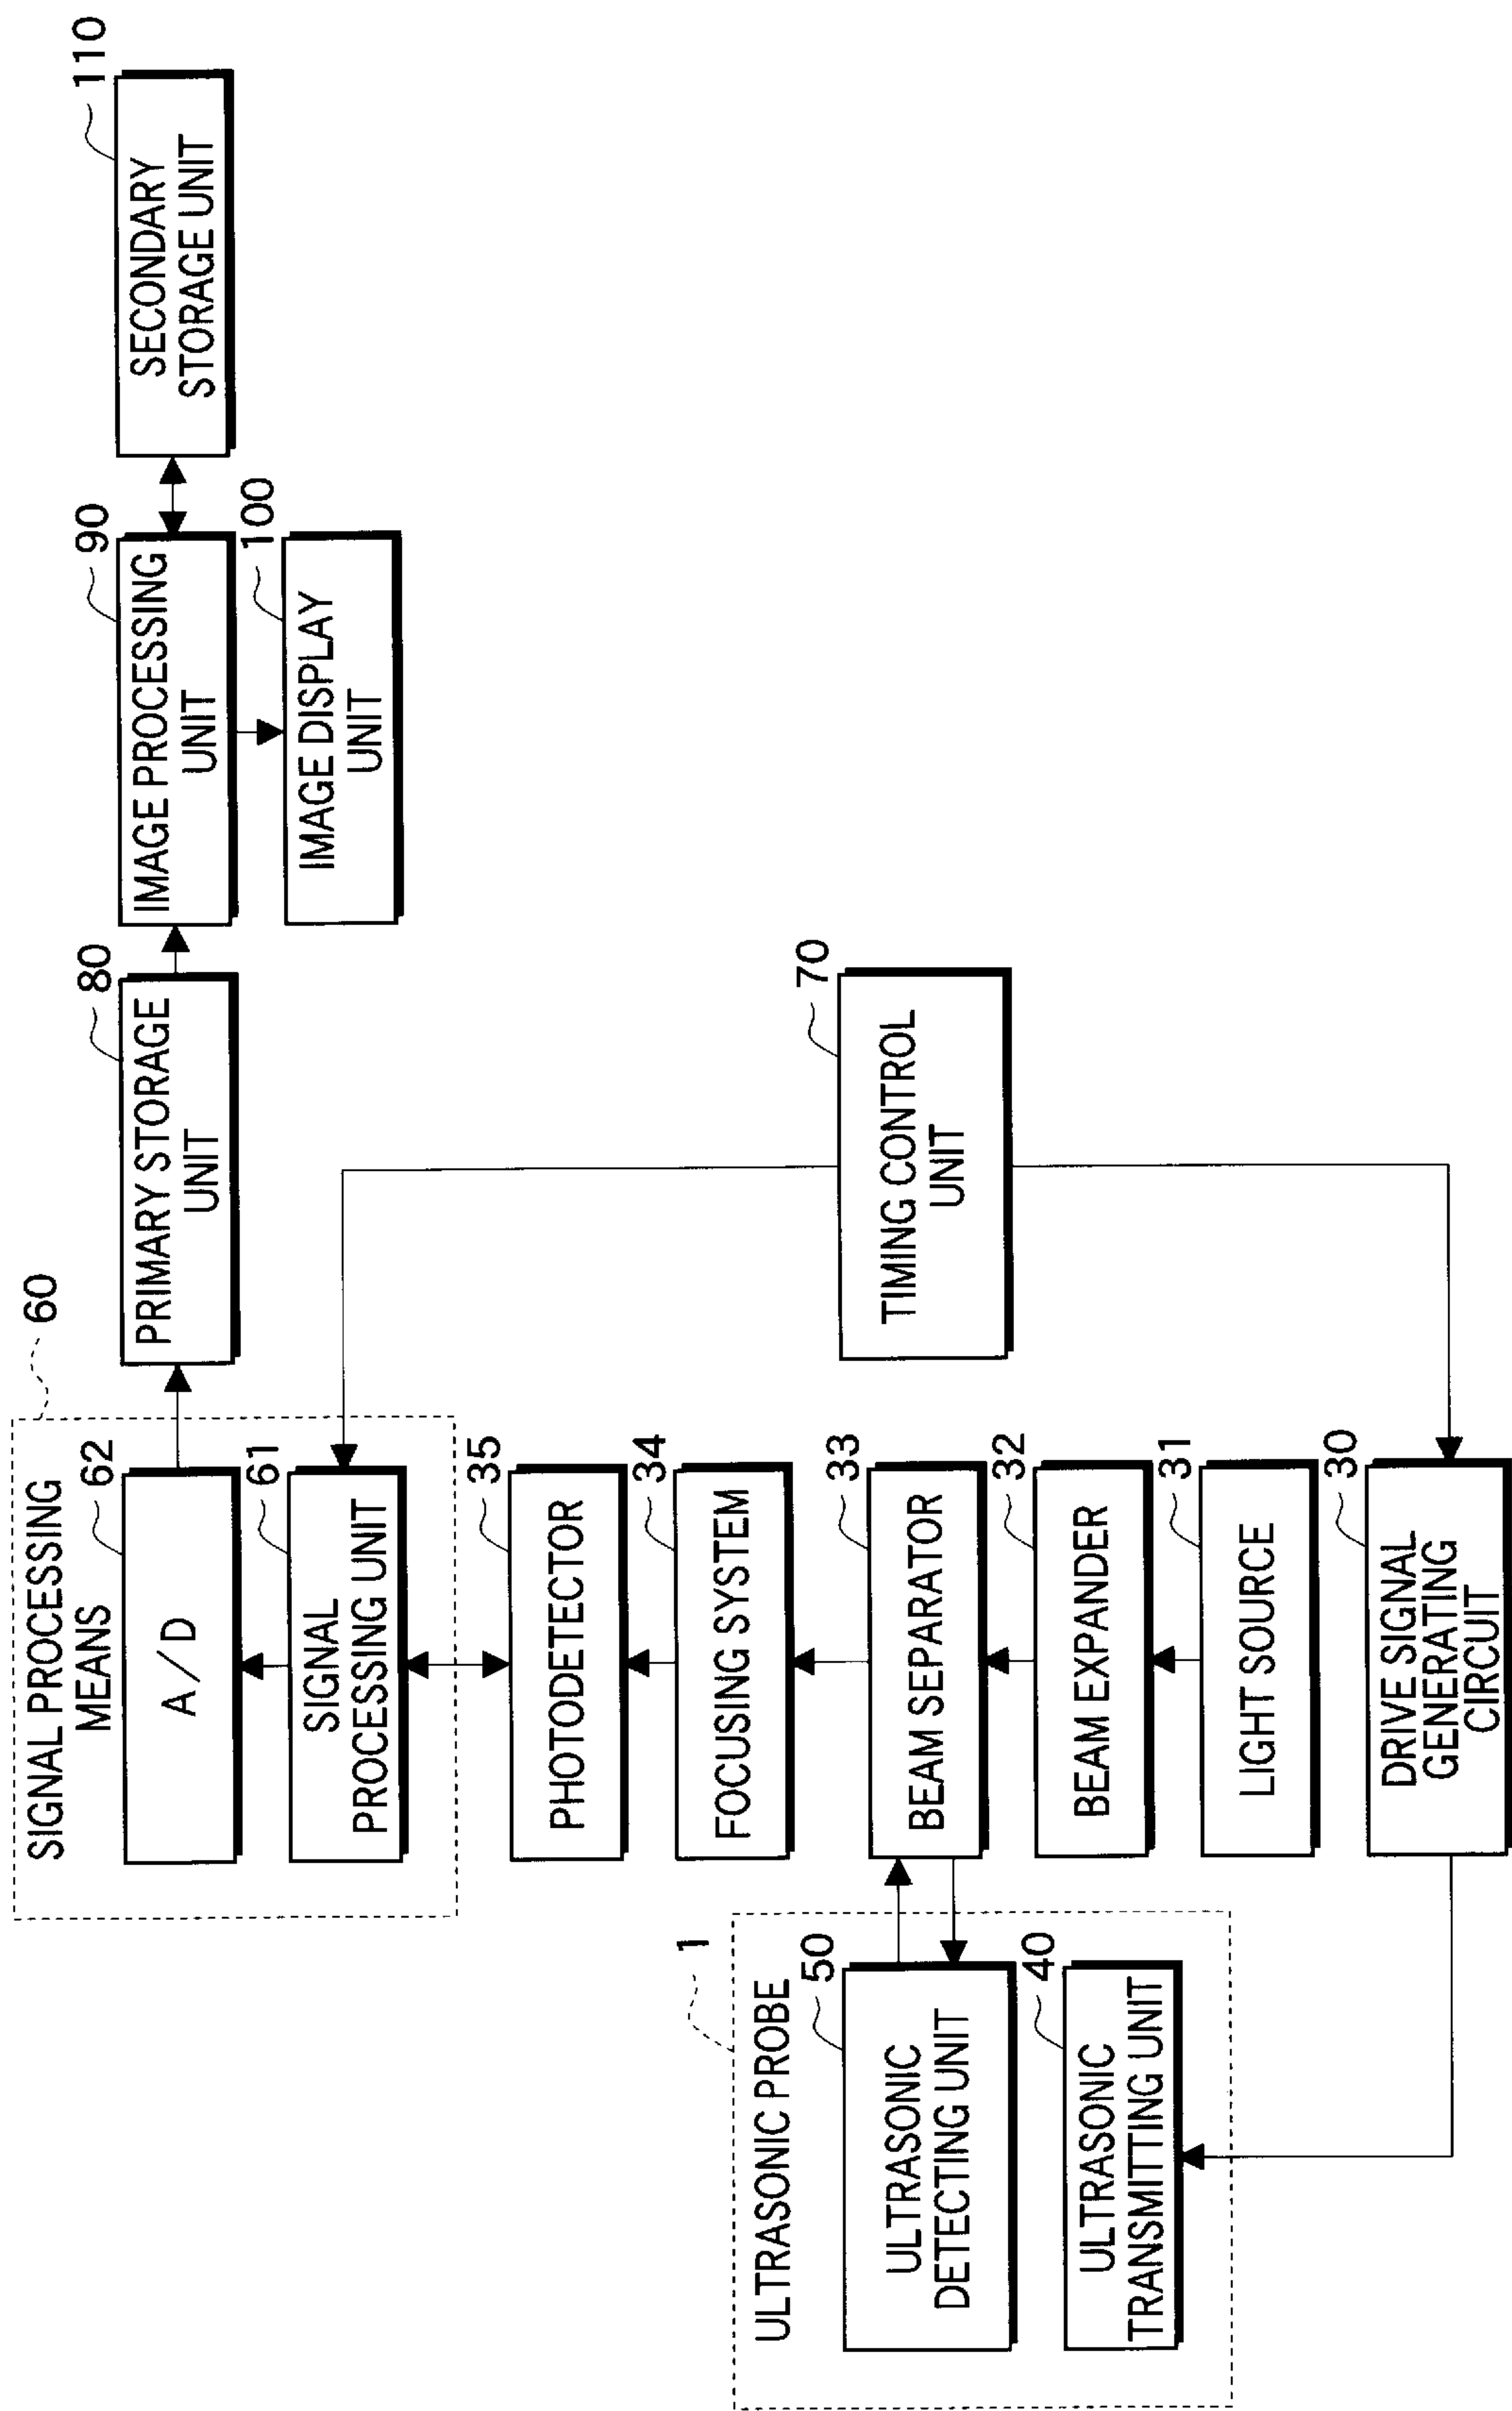 SIGNAL PROCESSING
MEANS
60
62
A/D
61
SIGNAL
PROCESSING UNIT
80
PRIMARY STORAGE
UNIT
90
IMAGE PROCESSING
UNIT
100
IMAGE DISPLAY
UNIT
110
SECONDARY
STORAGE UNIT
35
PHOTODETECTOR
34
FOCUSING SYSTEM
33
BEAM SEPARATOR
32
BEAM EXPANDER
31
LIGHT SOURCE
30
DRIVE SIGNAL
GENERATING
CIRCUIT
70
TIMING CONTROL
UNIT
1
ULTRASONIC PROBE
50
ULTRASONIC
DETECTING UNIT
40
ULTRASONIC
TRANSMITTING UNIT